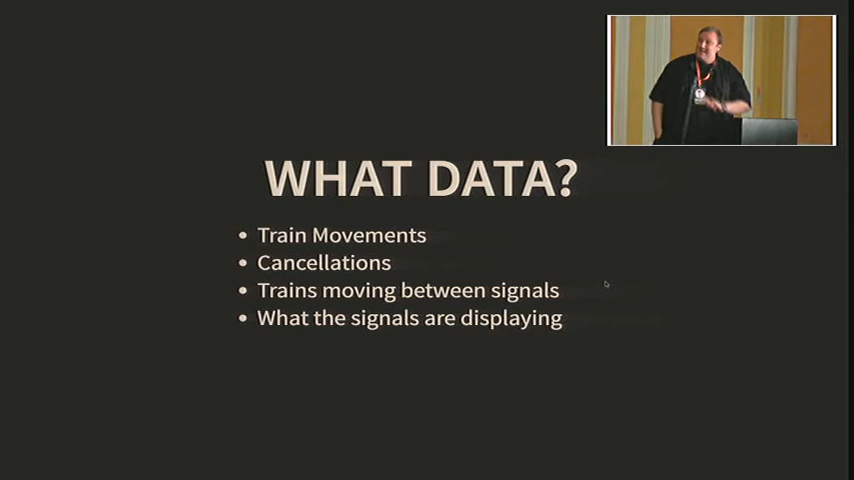 WHAT DATA?
• Train Movements
• Cancellations
• Trains moving between signals
• What the signals are displaying